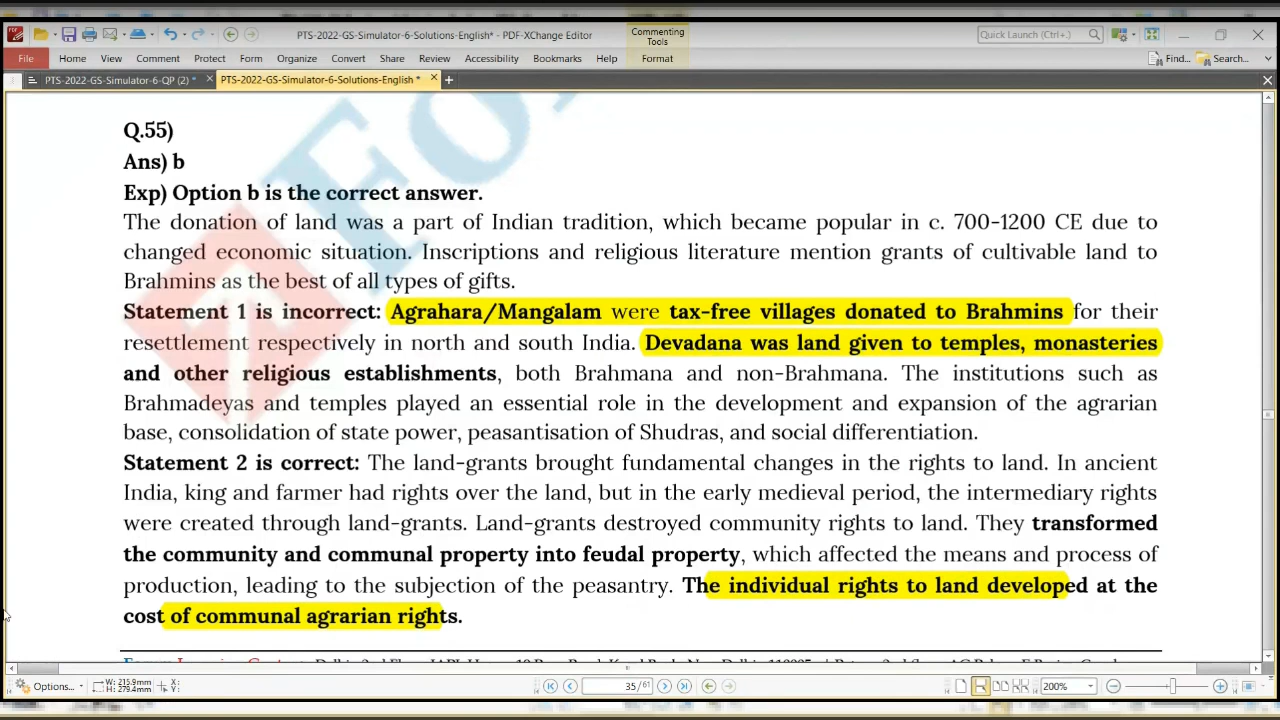 PTS-2022-GS-Simulator-6-Solutions-English* - PDF-XChange Editor
Commenting Tools
Quick Launch (Ctrl+.)
File Home View Comment Protect Form Organize Convert Share Review Accessibility Bookmarks Help Format Find... Search...
PTS-2022-GS-Simulator-6-QP (2) * PTS-2022-GS-Simulator-6-Solutions-English *
Q.55)
Ans) b
Exp) Option b is the correct answer.
The donation of land was a part of Indian tradition, which became popular in c. 700-1200 CE due to
changed economic situation. Inscriptions and religious literature mention grants of cultivable land to
Brahmins as the best of all types of gifts.
Statement 1 is incorrect: Agrahara/Mangalam were tax-free villages donated to Brahmins for their
resettlement respectively in north and south India. Devadana was land given to temples, monasteries
and other religious establishments, both Brahmana and non-Brahmana. The institutions such as
Brahmadeyas and temples played an essential role in the development and expansion of the agrarian
base, consolidation of state power, peasantisation of Shudras, and social differentiation.
Statement 2 is correct: The land-grants brought fundamental changes in the rights to land. In ancient
India, king and farmer had rights over the land, but in the early medieval period, the intermediary rights
were created through land-grants. Land-grants destroyed community rights to land. They transformed
the community and communal property into feudal property, which affected the means and process of
production, leading to the subjection of the peasantry. The individual rights to land developed at the
cost of communal agrarian rights.
Options... W: 215.9mm X:
H: 279.4mm Y:
35/61
200%